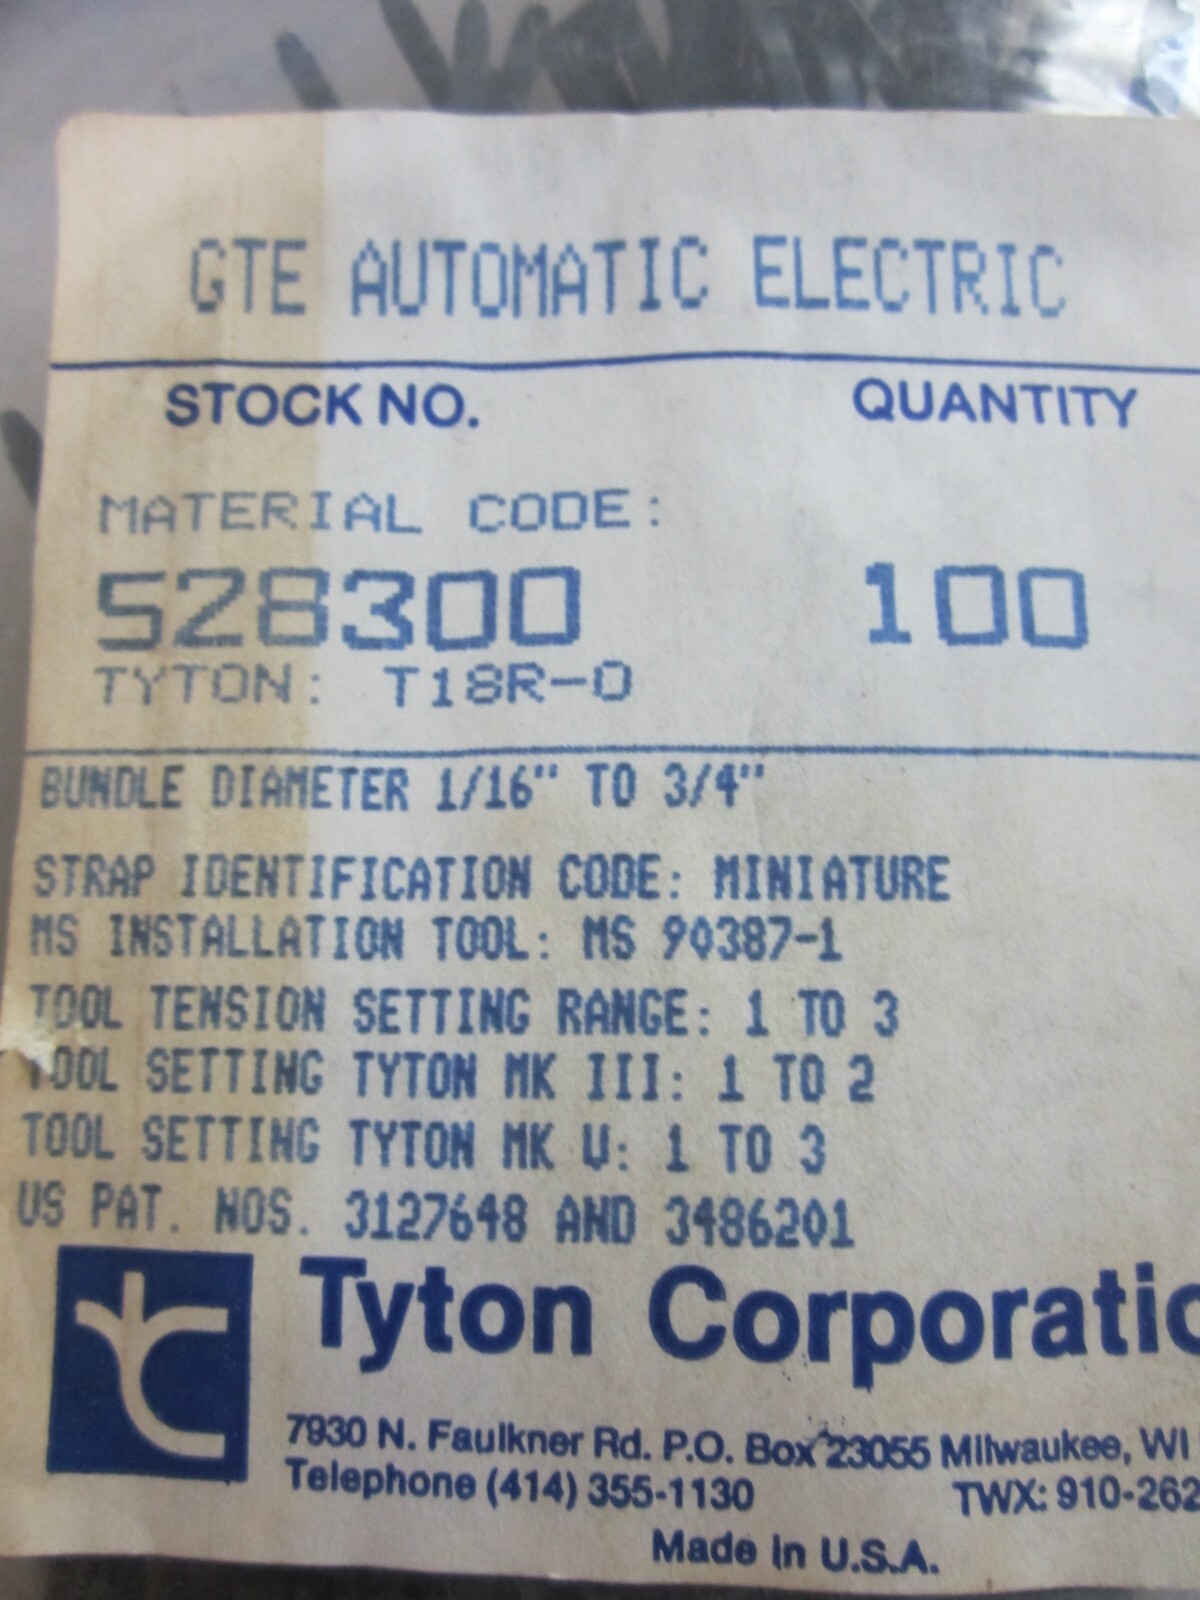 GTE AUTOMATIC ELECTRIC
STOCK NO. QUANTITY
MATERIAL CODE:
528300 100
TYTON: T18R-0
BUNDLE DIAMETER 1/16" TO 3/4"
STRAP IDENTIFICATION CODE: MINIATURE
MS INSTALLATION TOOL: MS 90387-1
TOOL TENSION SETTING RANGE: 1 TO 3
TOOL SETTING TYTON MK III: 1 TO 2
TOOL SETTING TYTON MK V: 1 TO 3
US PAT. NOS. 3127648 AND 3486201
Tyton Corporatio
7930 N. Faulkner Rd. P.O. Box 23055 Milwaukee, WI
Telephone (414) 355-1130 TWX: 910-262
Made in U.S.A.